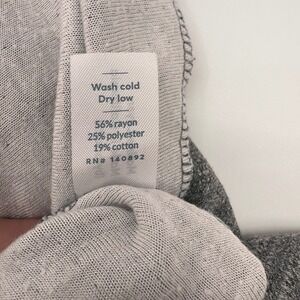 Wash cold
Dry low
56% rayon
25% polyester
19% cotton
RN# 140892